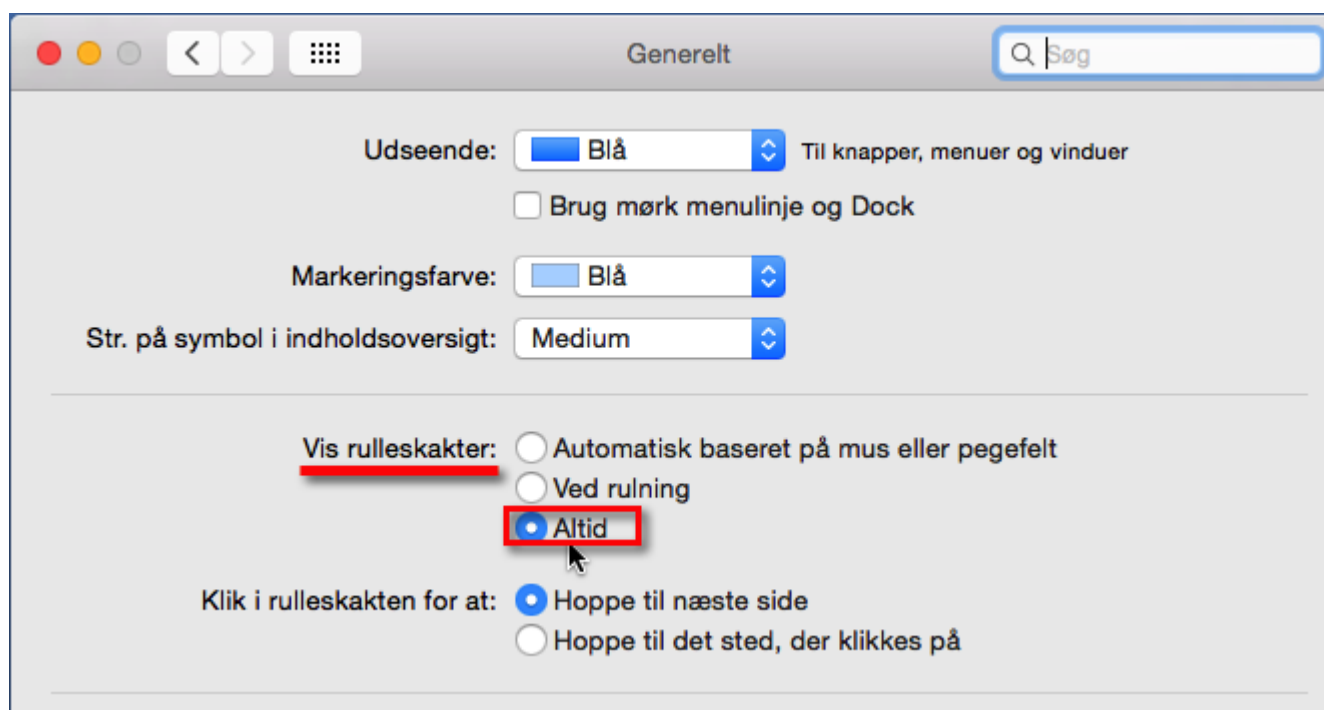 Generelt
Søg
Udseende: Blå Til knapper, menuer og vinduer
Brug mørk menulinje og Dock
Markeringsfarve: Blå
Str. på symbol i indholdsoversigt: Medium
Vis rulleskakter: Automatisk baseret på mus eller pegefelt
Ved rulning
Altid
Klik i rulleskakten for at: Hoppe til næste side
Hoppe til det sted, der klikkes på